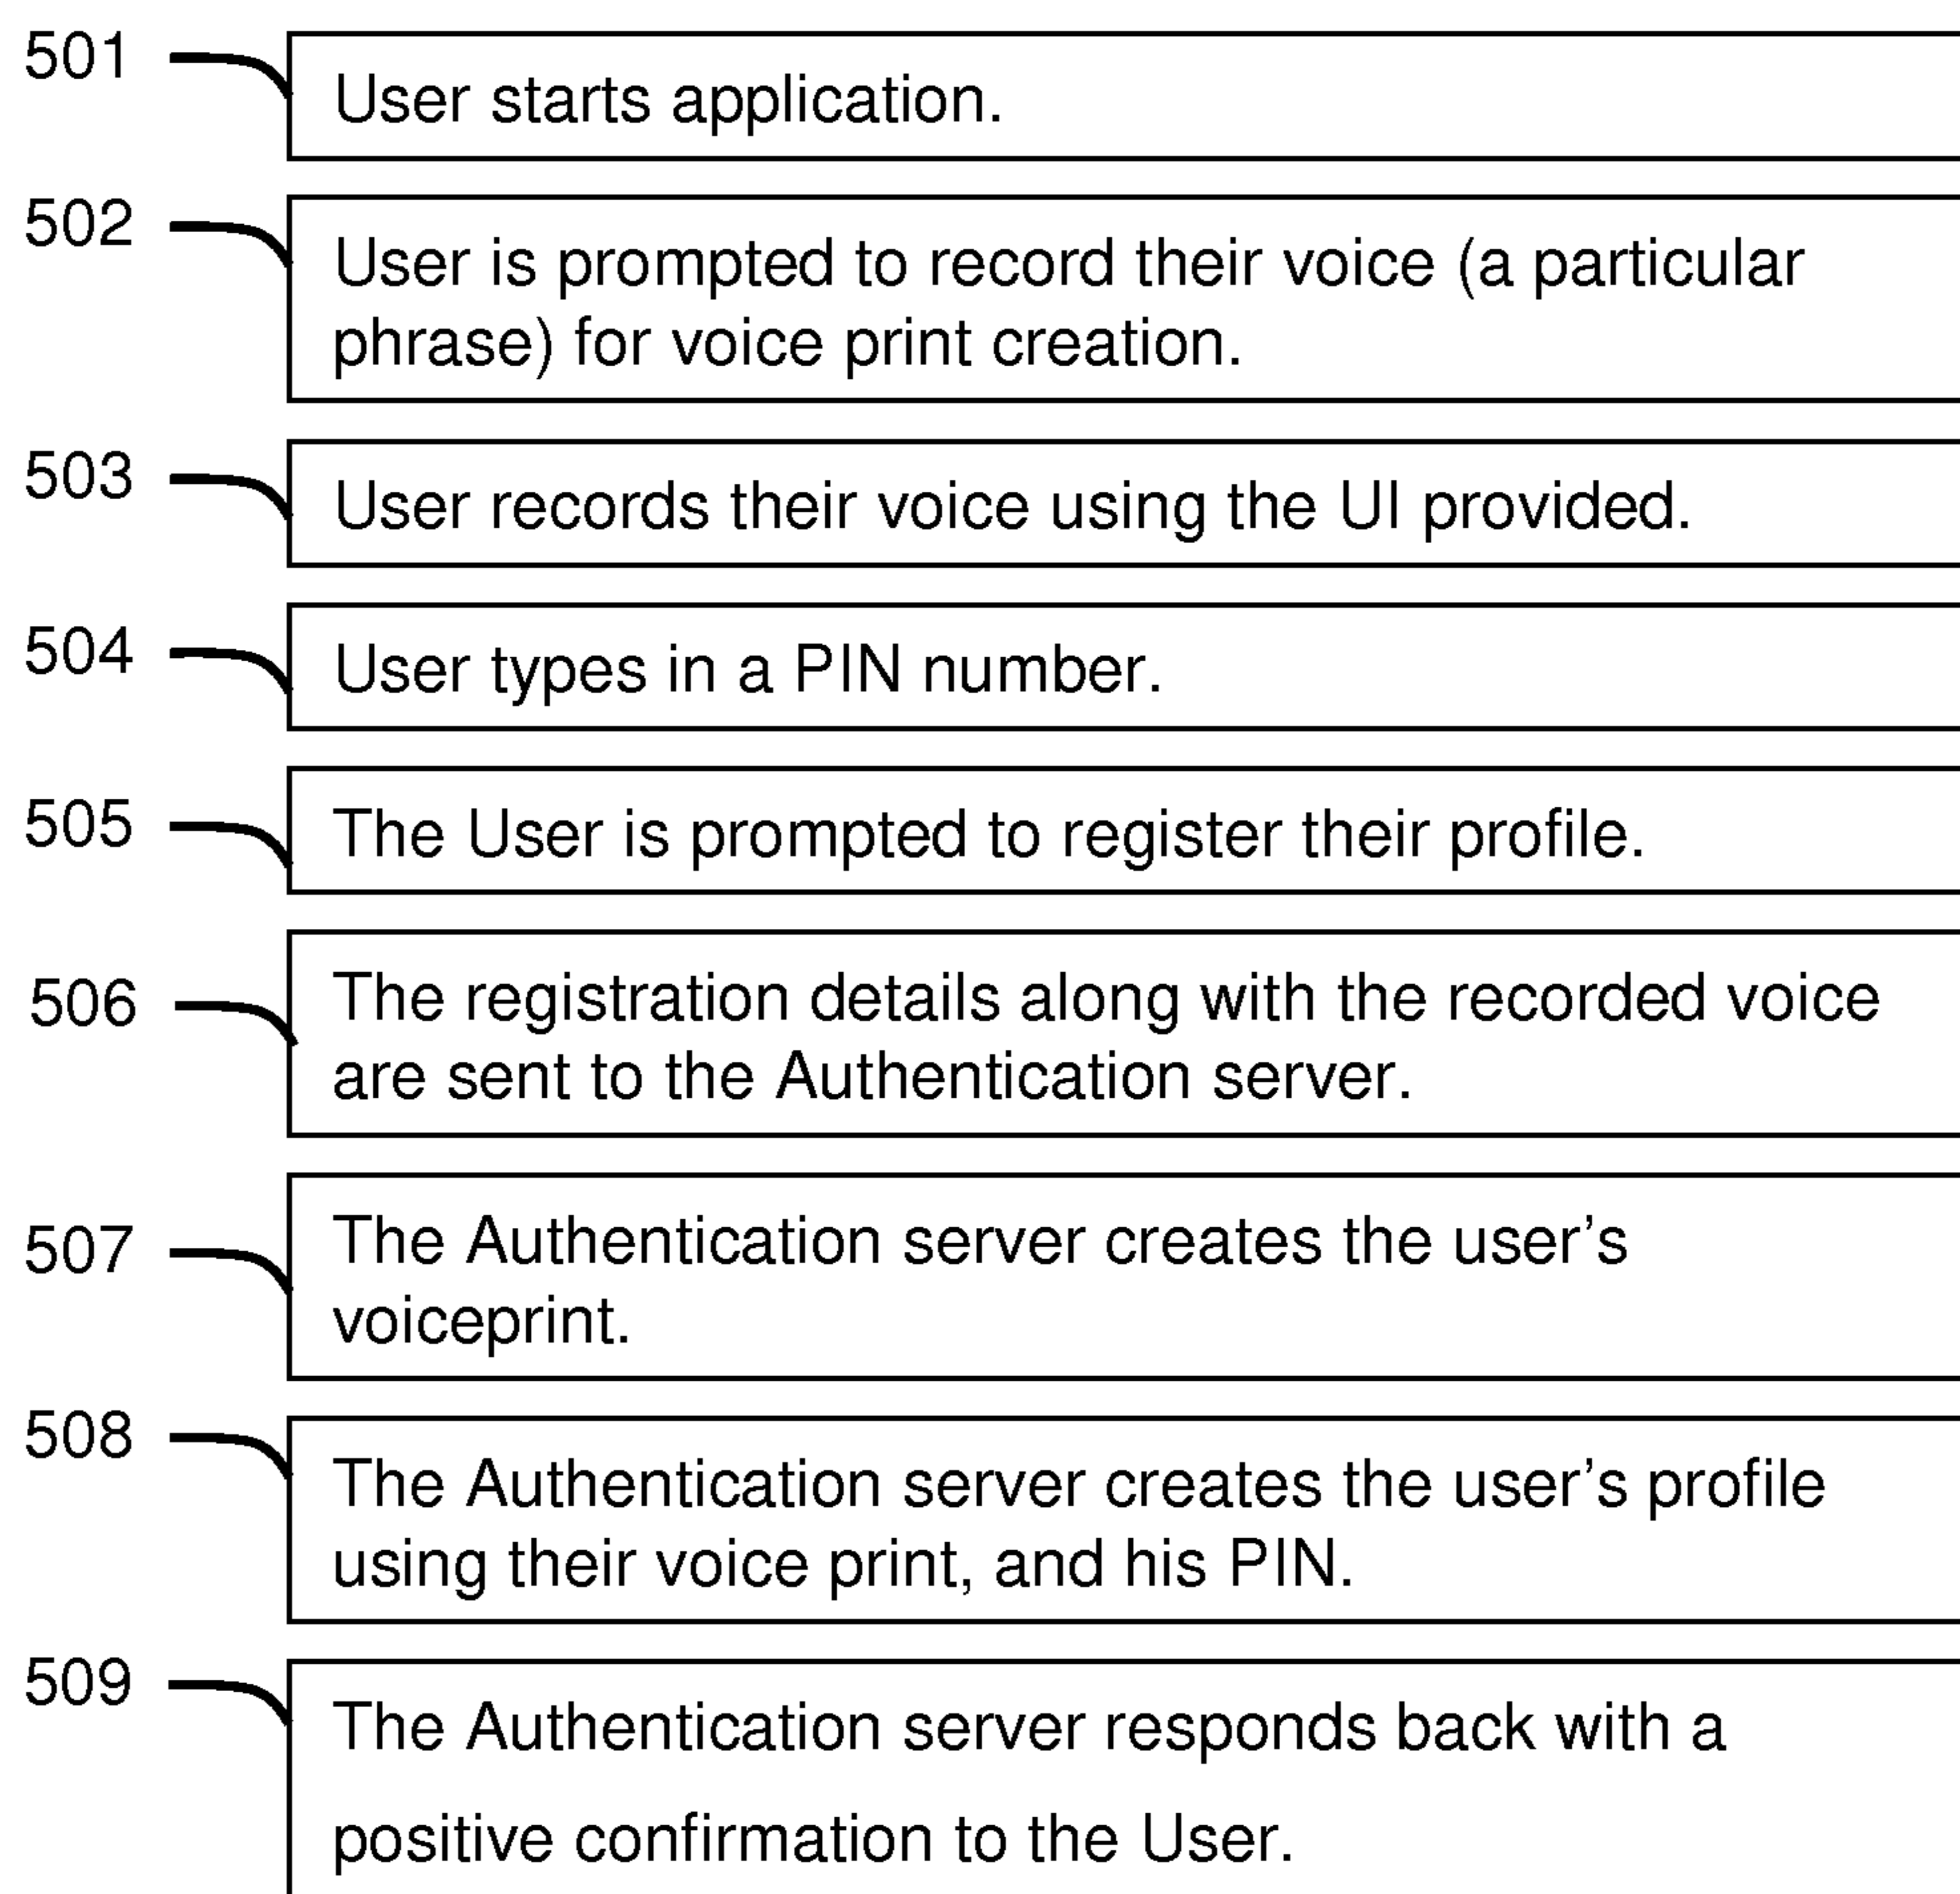 501
User starts application.
502
User is prompted to record their voice (a particular
phrase) for voice print creation.
503
User records their voice using the UI provided.
504
User types in a PIN number.
505
The User is prompted to register their profile.
506
The registration details along with the recorded voice
are sent to the Authentication server.
507
The Authentication server creates the user’s
voiceprint.
508
The Authentication server creates the user’s profile
using their voice print, and his PIN.
509
The Authentication server responds back with a
positive confirmation to the User.